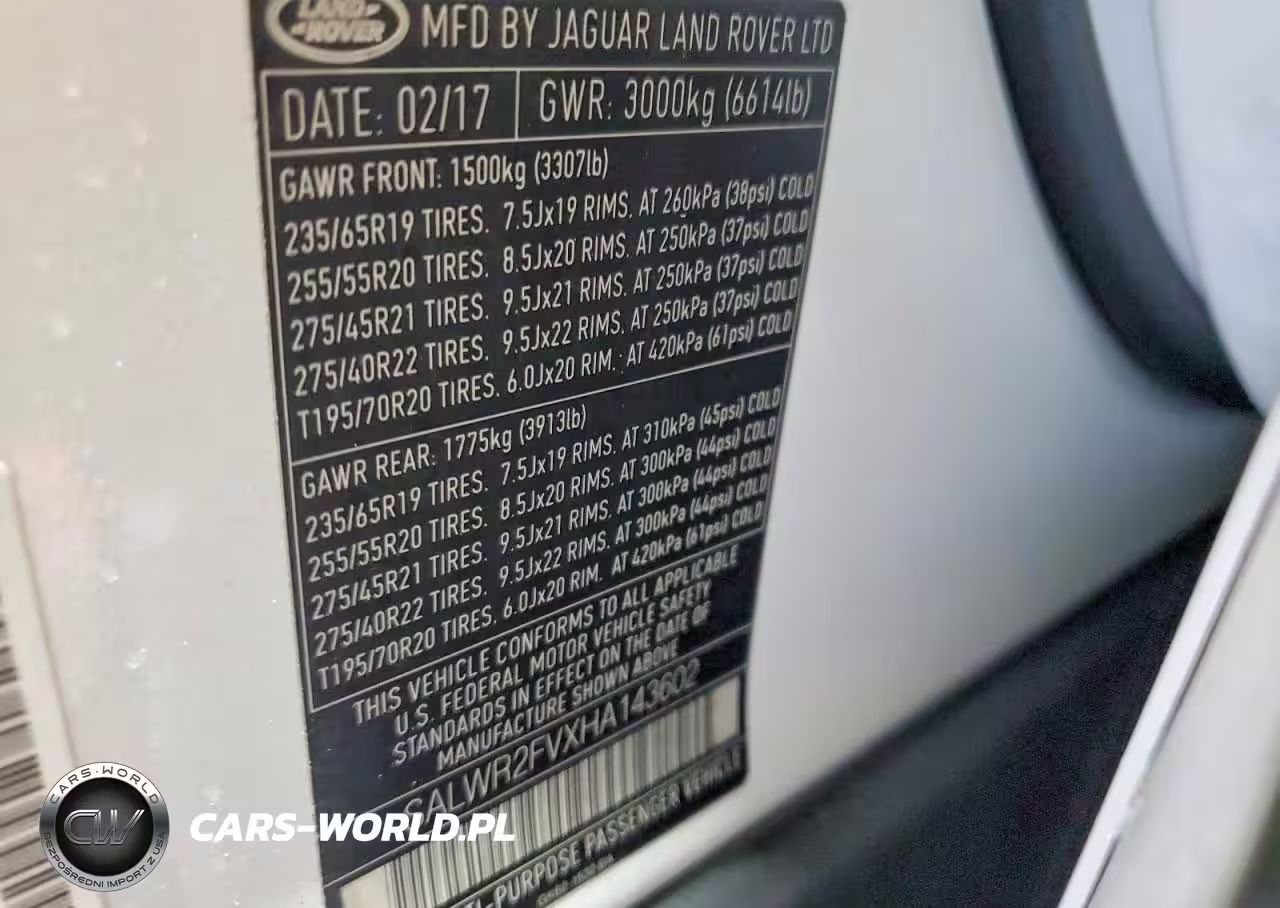 LAND ROVER
MFD BY JAGUAR LAND ROVER LTD
DATE: 02/17 GWR: 3000kg (6614lb)
GAWR FRONT: 1500kg (3307lb)
235/65R19 TIRES. 7.5Jx19 RIMS. AT 260kPa (38psi) COLD
255/55R20 TIRES. 8.5Jx20 RIMS. AT 250kPa (37psi) COLD
275/45R21 TIRES. 9.5Jx21 RIMS. AT 250kPa (37psi) COLD
275/40R22 TIRES. 9.5Jx22 RIMS. AT 250kPa (37psi) COLD
T195/70R20 TIRES. 6.0Jx20 RIM. AT 420kPa (61psi) COLD
GAWR REAR: 1775kg (3913lb)
235/65R19 TIRES. 7.5Jx19 RIMS. AT 310kPa (45psi) COLD
255/55R20 TIRES. 8.5Jx20 RIMS. AT 300kPa (44psi) COLD
275/45R21 TIRES. 9.5Jx21 RIMS. AT 300kPa (44psi) COLD
275/40R22 TIRES. 9.5Jx22 RIMS. AT 300kPa (44psi) COLD
T195/70R20 TIRES. 6.0Jx20 RIM. AT 420kPa (61psi) COLD
THIS VEHICLE CONFORMS TO ALL APPLICABLE
U.S. FEDERAL MOTOR VEHICLE SAFETY
STANDARDS IN EFFECT ON THE DATE OF
MANUFACTURE SHOWN ABOVE
SALWR2FVXHA143602
-PURPOSE PASSENGER VEHICLE
CARS-WORLD
CW
BEZPOŚREDNI IMPORT Z USA
CARS-WORLD.PL